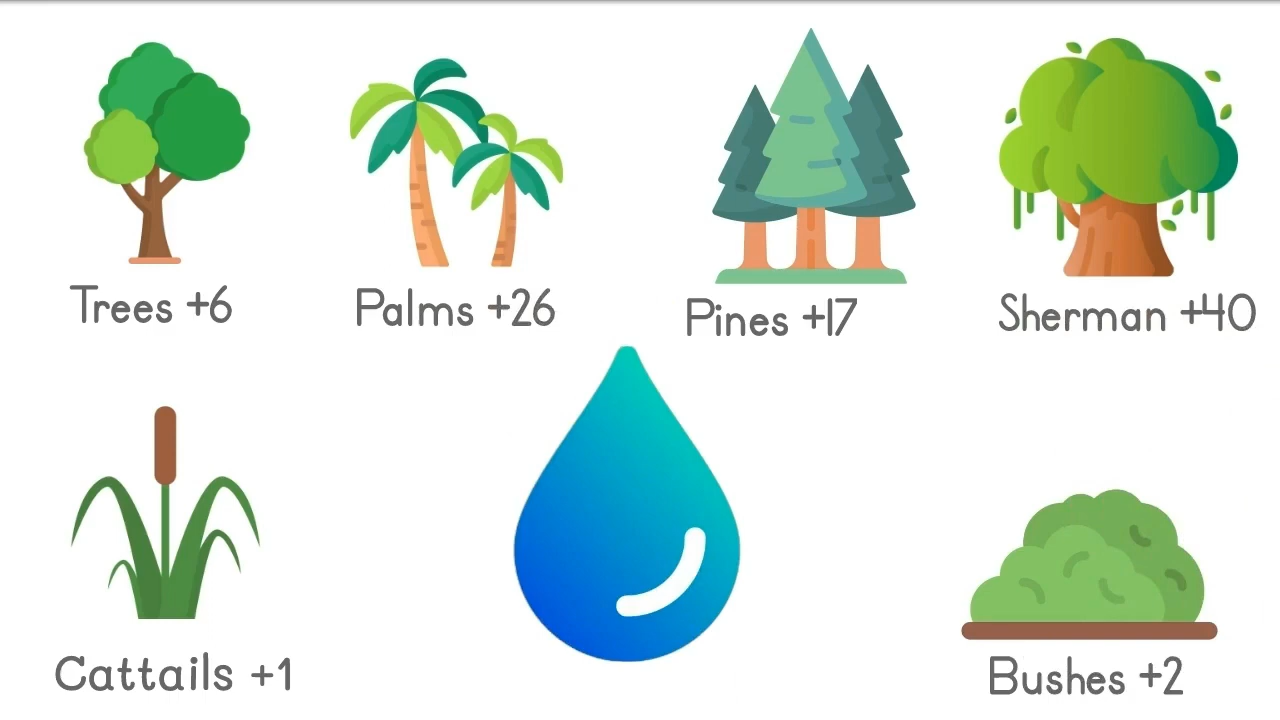 Trees +6
Palms +26
Pines +17
Sherman +40
Cattails +1
Bushes +2